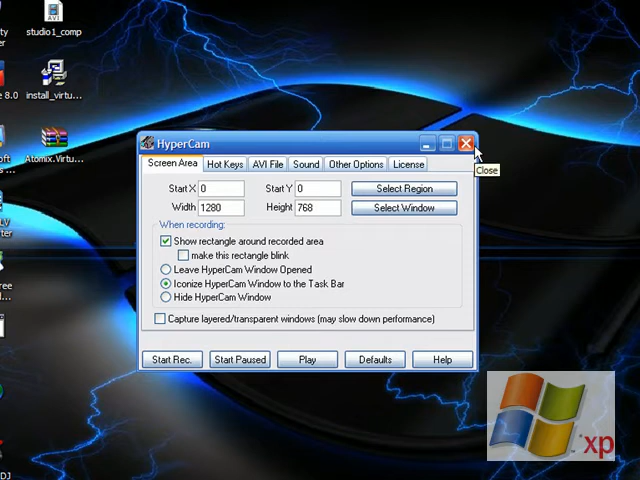 studio1_comp
install_virtu...
8.0
Atomix.Virtu...
HyperCam
Close
Screen Area Hot Keys AVI File Sound Other Options License
Start X 0 Start Y 0 Select Region
Width 1280 Height 768 Select Window
When recording:
Show rectangle around recorded area
make this rectangle blink
Leave HyperCam Window Opened
Iconize HyperCam Window to the Task Bar
Hide HyperCam Window
Capture layered/transparent windows (may slow down performance)
Start Rec. Start Paused Play Defaults Help
xp
DJ